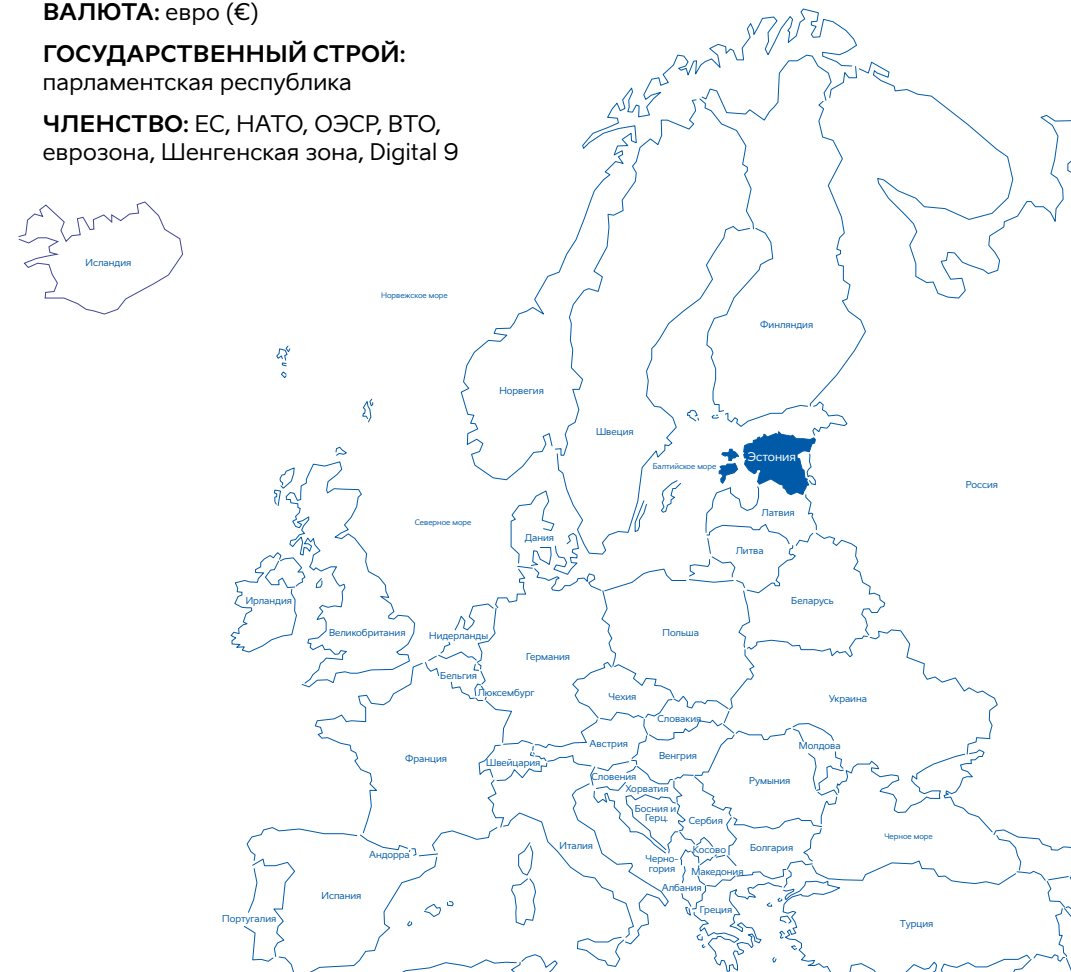 ВАЛЮТА: евро (€)
ГОСУДАРСТВЕННЫЙ СТРОЙ:
парламентская республика
ЧЛЕНСТВО: ЕС, НАТО, ОЭСР, ВТО,
еврозона, Шенгенская зона, Digital 9
Исландия
Норвежское море
Финляндия
Норвегия
Швеция
Эстония
Балтийское море
Россия
Латвия
Северное море
Дания
Литва
Ирландия
Беларусь
Великобритания
Нидерланды
Польша
Германия
Бельгия
Люксембург
Чехия
Украина
Словакия
Австрия
Молдова
Франция
Венгрия
Швейцария
Словения
Румыния
Хорватия
Босния и
Герц.
Сербия
Черное море
Италия
Косово
Болгария
Андорра
Черно-
гория
Македония
Албания
Испания
Греция
Португалия
Турция